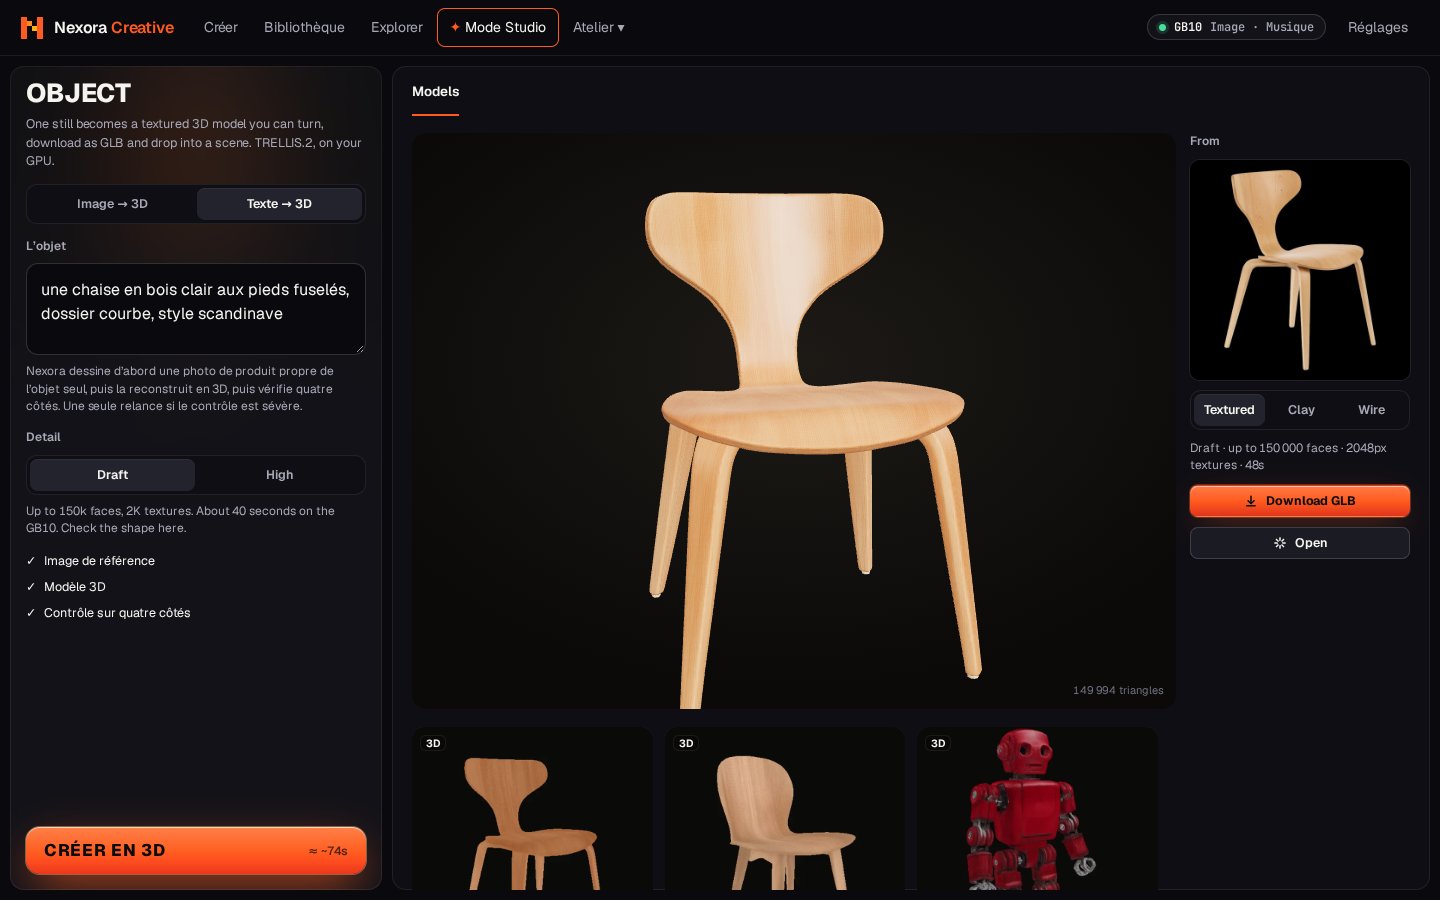 Nexora Creative
Créer
Bibliothèque
Explorer
✦ Mode Studio
Atelier ▾
GB10 Image · Musique
Réglages
OBJECT
One still becomes a textured 3D model you can turn,
download as GLB and drop into a scene. TRELLIS.2, on your
GPU.
Image → 3D
Texte → 3D
L'objet
une chaise en bois clair aux pieds fuselés,
dossier courbe, style scandinave
Nexora dessine d'abord une photo de produit propre de
l'objet seul, puis la reconstruit en 3D, puis vérifie quatre
côtés. Une seule relance si le contrôle est sévère.
Detail
Draft
High
Up to 150k faces, 2K textures. About 40 seconds on the
GB10. Check the shape here.
✓ Image de référence
✓ Modèle 3D
✓ Contrôle sur quatre côtés
CRÉER EN 3D
≈ ~74s
Models
149 994 triangles
From
Textured
Clay
Wire
Draft · up to 150 000 faces · 2048px
textures · 48s
Download GLB
Open
3D
3D
3D